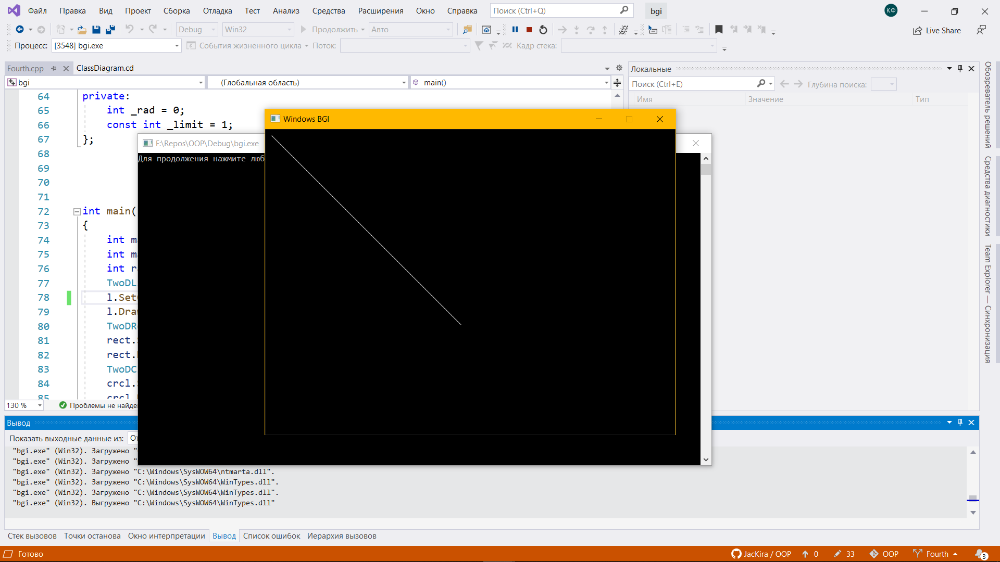 Файл Правка Вид Проект Сборка Отладка Тест Анализ Средства Расширения Окно Справка Поиск (Ctrl+Q) bgi КФ
Debug Win32 Продолжить Авто Live Share
Процесс: [3548] bgi.exe События жизненного цикла Поток: Кадр стека:
Fourth.cpp ClassDiagram.cd
bgi (Глобальная область) main()
64 private:
65 int _rad = 0;
66 const int _limit = 1;
67 };
68
69
70
71
72 int main(
73 {
74 int m
75 int m
76 int r
77 TwoDL
78 l.Set
79 l.Dra
80 TwoDR
81 rect.
82 rect.
83 TwoDC
84 crcl.
85 crcl
130 % Проблемы не найде
Windows BGI
F:\Repos\OOP\Debug\bgi.exe
Для продолжения нажмите люб
Локальные
Поиск (Ctrl+E) Глубина поиска:
Имя Значение Тип
Обозреватель решений
Средства диагностики
Team Explorer — Синхронизация
Вывод
Показать выходные данные из: От
"bgi.exe" (Win32). Загружено "
"bgi.exe" (Win32). Загружено "
"bgi.exe" (Win32). Загружено "C:\Windows\SysWOW64\ntmarta.dll".
"bgi.exe" (Win32). Загружено "C:\Windows\SysWOW64\WinTypes.dll".
"bgi.exe" (Win32). Загружено "C:\Windows\SysWOW64\WinTypes.dll".
"bgi.exe" (Win32). Выгружено "C:\Windows\SysWOW64\WinTypes.dll"
Стек вызовов Точки останова Окно интерпретации Вывод Список ошибок Иерархия вызовов
Готово JacKira / OOP 0 33 OOP Fourth 3